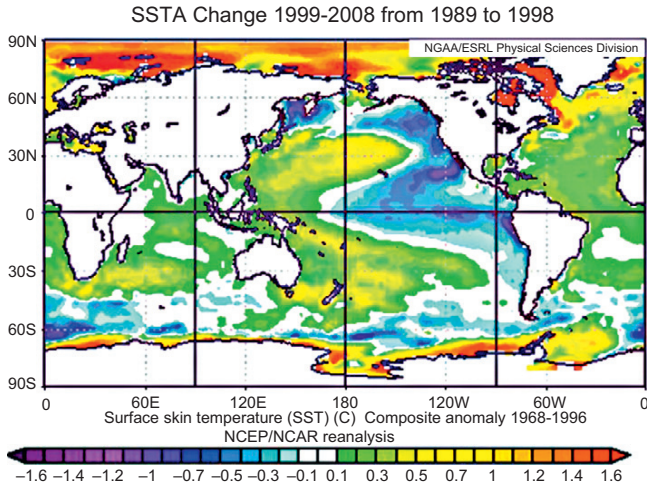 SSTA Change 1999-2008 from 1989 to 1998
NGAA/ESRL Physical Sciences Division
90N
60N
30N
0
30S
60S
90S
0 60E 120E 180 120W 60W 0
Surface skin temperature (SST) (C) Composite anomaly 1968-1996
NCEP/NCAR reanalysis
−1.6 −1.4 −1.2 −1 −0.7 −0.5 −0.3 −0.1 0.1 0.3 0.5 0.7 1 1.2 1.4 1.6